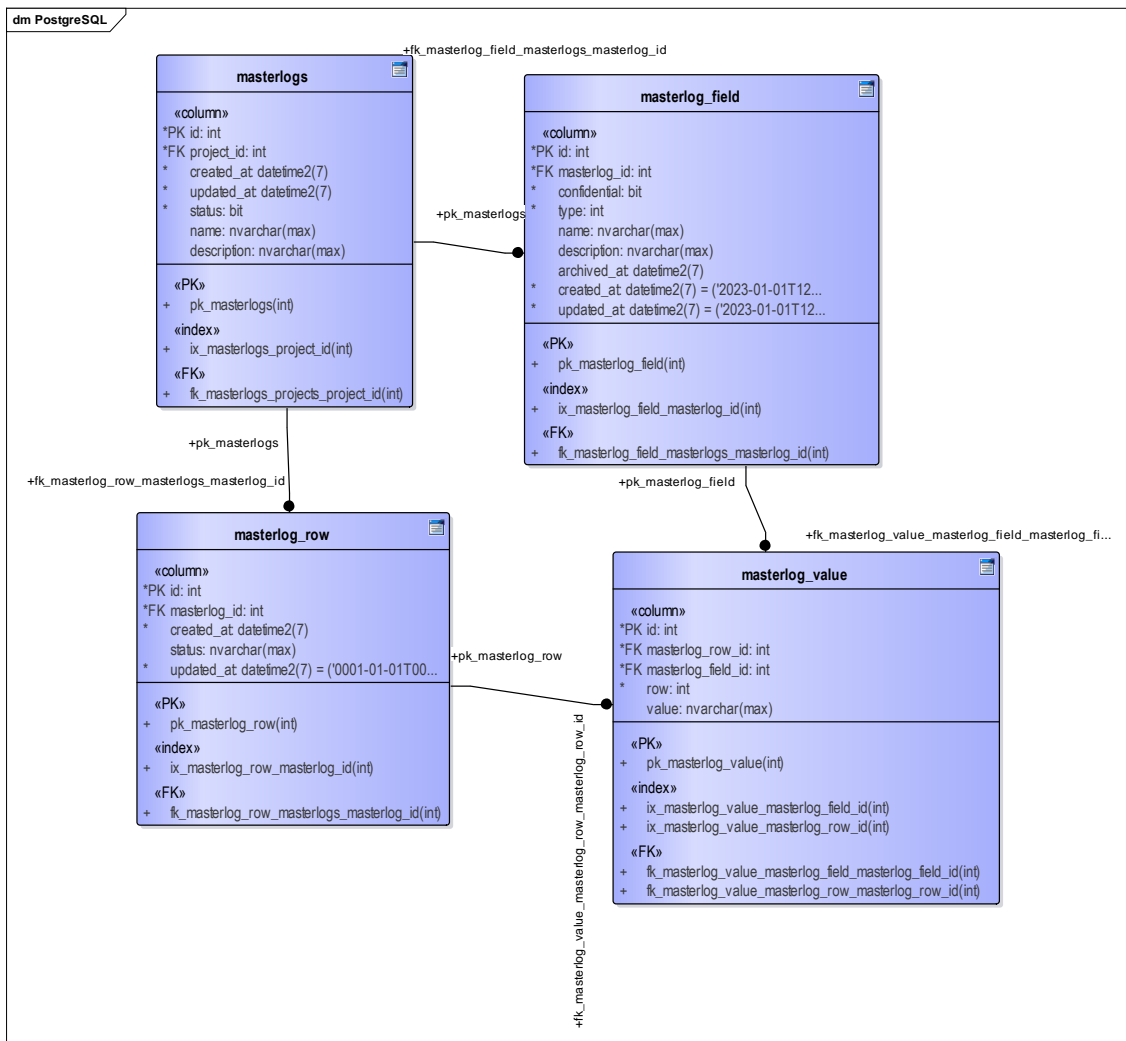 dm PostgreSQL
+fk_masterlog_field_masterlogs_masterlog_id
masterlogs
«column»
*PK id: int
*FK project_id: int
* created_at: datetime2(7)
* updated_at: datetime2(7)
* status: bit
name: nvarchar(max)
description: nvarchar(max)
«PK»
+ pk_masterlogs(int)
«index»
+ ix_masterlogs_project_id(int)
«FK»
+ fk_masterlogs_projects_project_id(int)
+pk_masterlogs
masterlog_field
«column»
*PK id: int
*FK masterlog_id: int
* confidential: bit
* type: int
name: nvarchar(max)
description: nvarchar(max)
archived_at: datetime2(7)
* created_at: datetime2(7) = ('2023-01-01T12...
* updated_at: datetime2(7) = ('2023-01-01T12...
«PK»
+ pk_masterlog_field(int)
«index»
+ ix_masterlog_field_masterlog_id(int)
«FK»
+ fk_masterlog_field_masterlogs_masterlog_id(int)
+pk_masterlogs
+fk_masterlog_row_masterlogs_masterlog_id
+pk_masterlog_field
+fk_masterlog_value_masterlog_field_masterlog_fi...
masterlog_row
«column»
*PK id: int
*FK masterlog_id: int
* created_at: datetime2(7)
status: nvarchar(max)
* updated_at: datetime2(7) = ('0001-01-01T00...
«PK»
+ pk_masterlog_row(int)
«index»
+ ix_masterlog_row_masterlog_id(int)
«FK»
+ fk_masterlog_row_masterlogs_masterlog_id(int)
+pk_masterlog_row
+fk_masterlog_value_masterlog_row_masterlog_row_id
masterlog_value
«column»
*PK id: int
*FK masterlog_row_id: int
*FK masterlog_field_id: int
* row: int
value: nvarchar(max)
«PK»
+ pk_masterlog_value(int)
«index»
+ ix_masterlog_value_masterlog_field_id(int)
+ ix_masterlog_value_masterlog_row_id(int)
«FK»
+ fk_masterlog_value_masterlog_field_masterlog_field_id(int)
+ fk_masterlog_value_masterlog_row_masterlog_row_id(int)